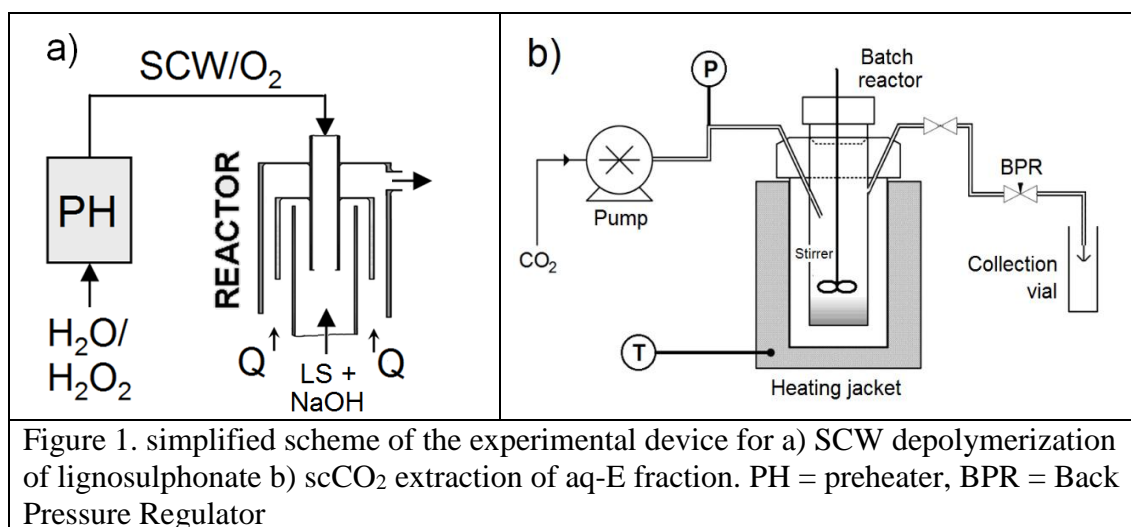 a)
SCW/O₂
PH
REACTOR
H₂O/
H₂O₂
Q
LS +
NaOH
Q
b)
P
Batch
reactor
BPR
Pump
Stirrer
CO₂
Collection
vial
T
Heating jacket
Figure 1. simplified scheme of the experimental device for a) SCW depolymerization
of lignosulphonate b) scCO₂ extraction of aq-E fraction. PH = preheater, BPR = Back
Pressure Regulator